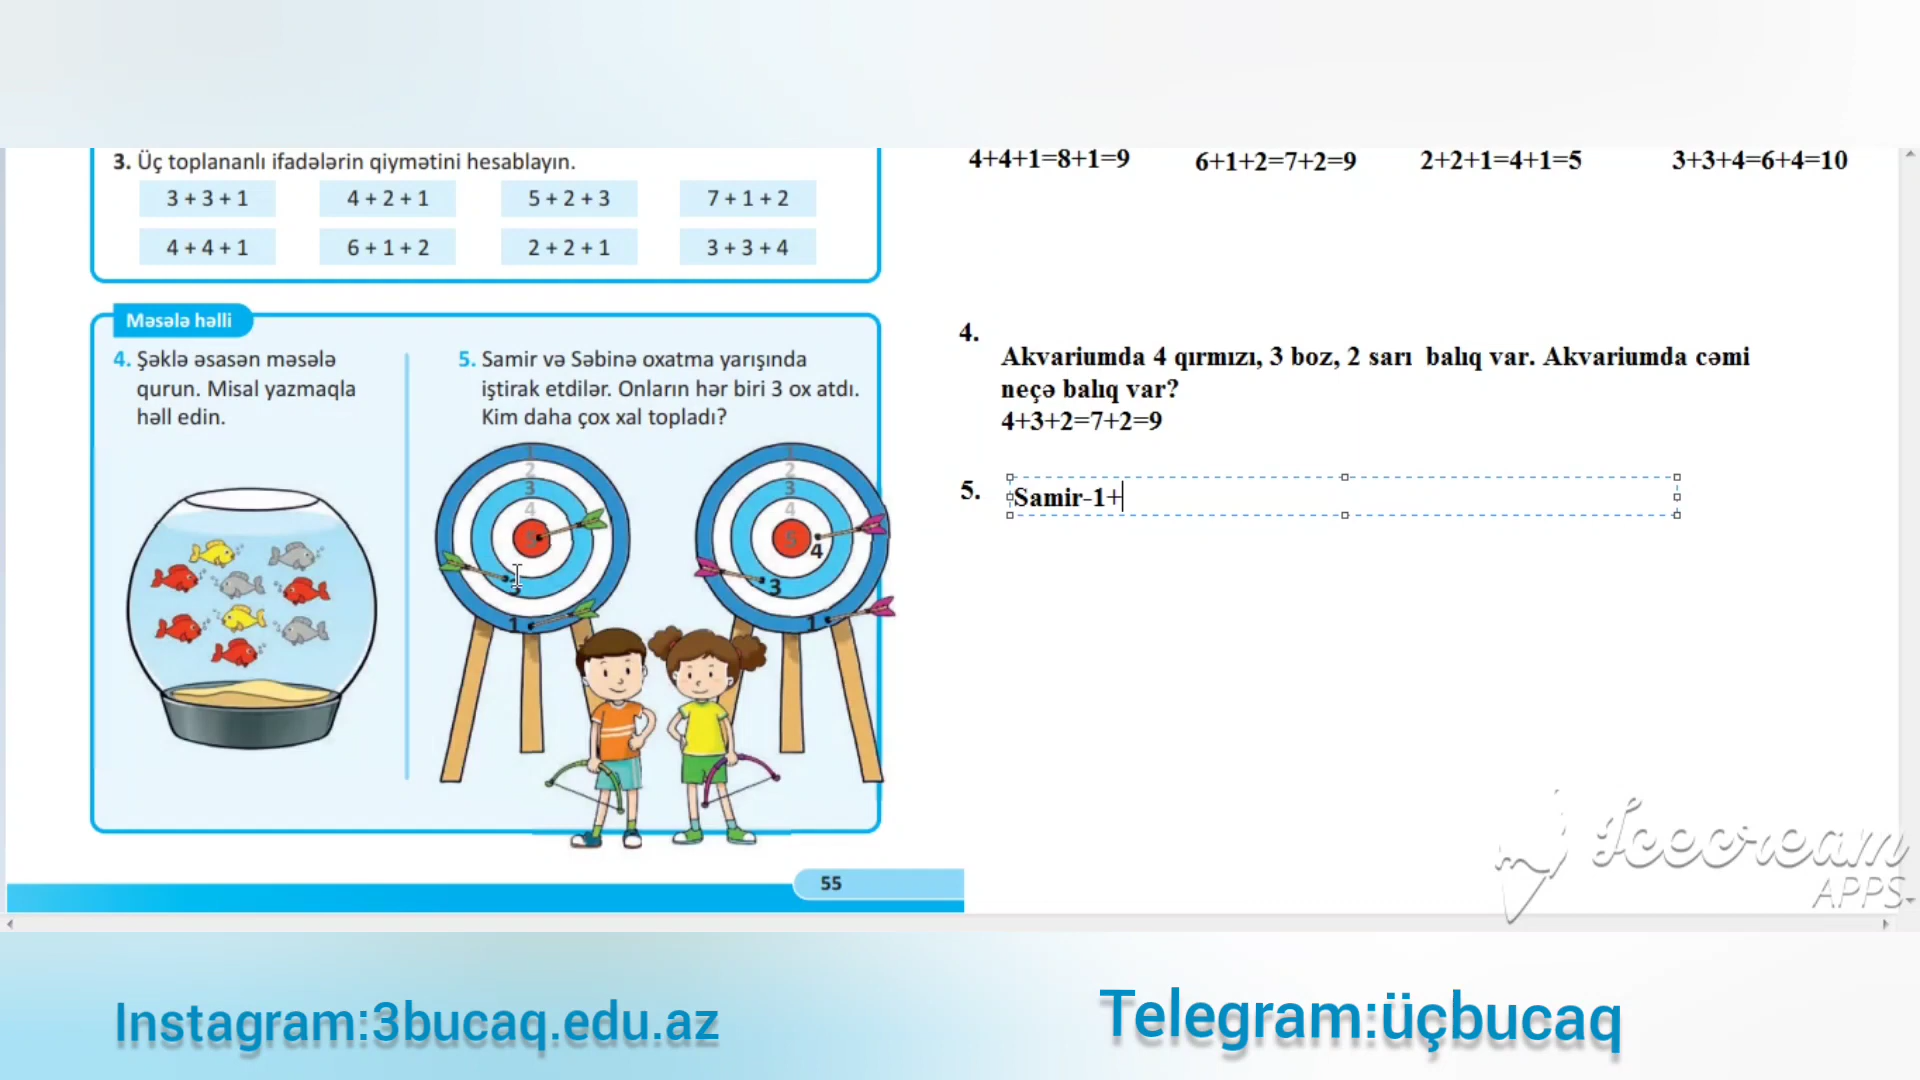 3. Üç toplananlı ifadələrin qiymətini hesablayın.
3 + 3 + 1
4 + 2 + 1
5 + 2 + 3
7 + 1 + 2
4 + 4 + 1
6 + 1 + 2
2 + 2 + 1
3 + 3 + 4
Məsələ həlli
4. Şəklə əsasən məsələ
qurun. Misal yazmaqla
həll edin.
5. Samir və Səbinə oxatma yarışında
iştirak etdilər. Onların hər biri 3 ox atdı.
Kim daha çox xal topladı?
1
2
3
4
5
3
1
1
2
3
4
5
4
3
1
55
4+4+1=8+1=9
6+1+2=7+2=9
2+2+1=4+1=5
3+3+4=6+4=10
4.
Akvariumda 4 qırmızı, 3 boz, 2 sarı balıq var. Akvariumda cəmi
neçə balıq var?
4+3+2=7+2=9
5.
Samir-1+
Icecream
APPS
Instagram:3bucaq.edu.az
Telegram:üçbucaq